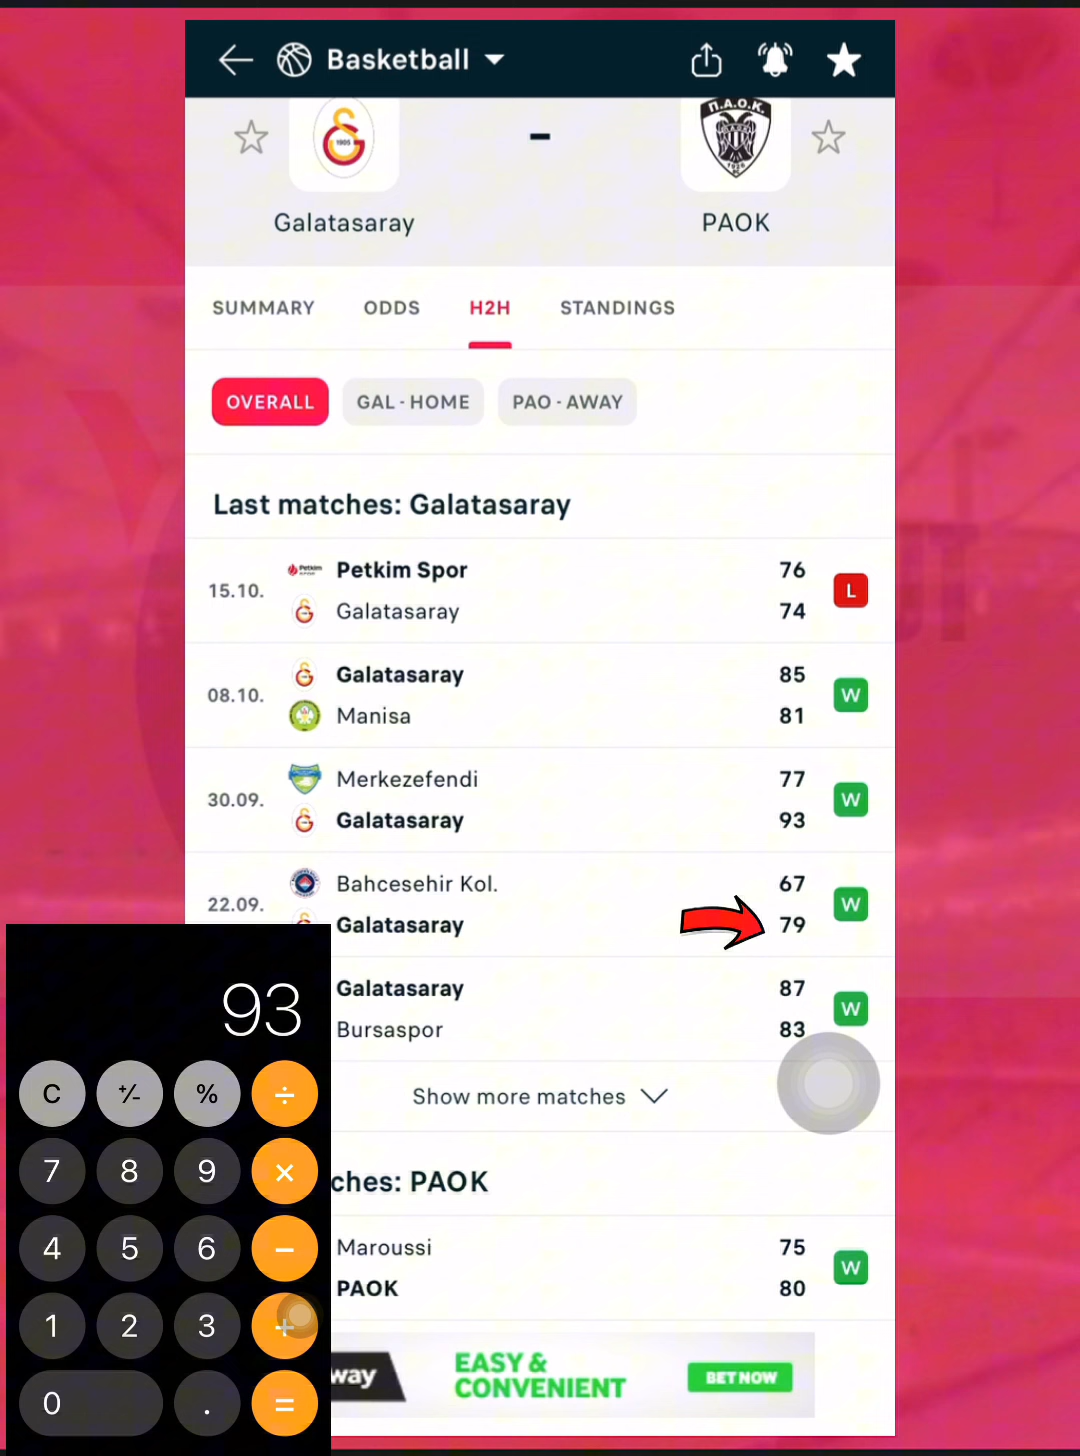 Basketball
1905
Π.Α.Ο.Κ.
1926
Galatasaray
PAOK
SUMMARY ODDS H2H STANDINGS
OVERALL GAL - HOME PAO - AWAY
Last matches: Galatasaray
15.10.
Petkim
Petkim Spor 76
Galatasaray 74
L
08.10.
Galatasaray 85
Manisa 81
W
30.09.
Merkezefendi 77
Galatasaray 93
W
22.09.
Bahcesehir Kol. 67
Galatasaray 79
W
Galatasaray 87
Bursaspor 83
W
Show more matches
ches: PAOK
Maroussi 75
PAOK 80
W
way
EASY &
CONVENIENT
BET NOW
93
C +/- % ÷
7 8 9 ×
4 5 6 −
1 2 3 +
0 . =